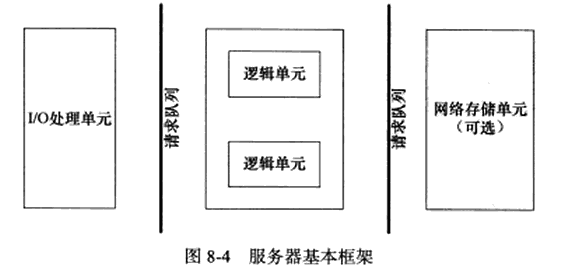 I/O处理单元
请求队列
逻辑单元
逻辑单元
请求队列
网络存储单元
（可选）
图 8-4 服务器基本框架